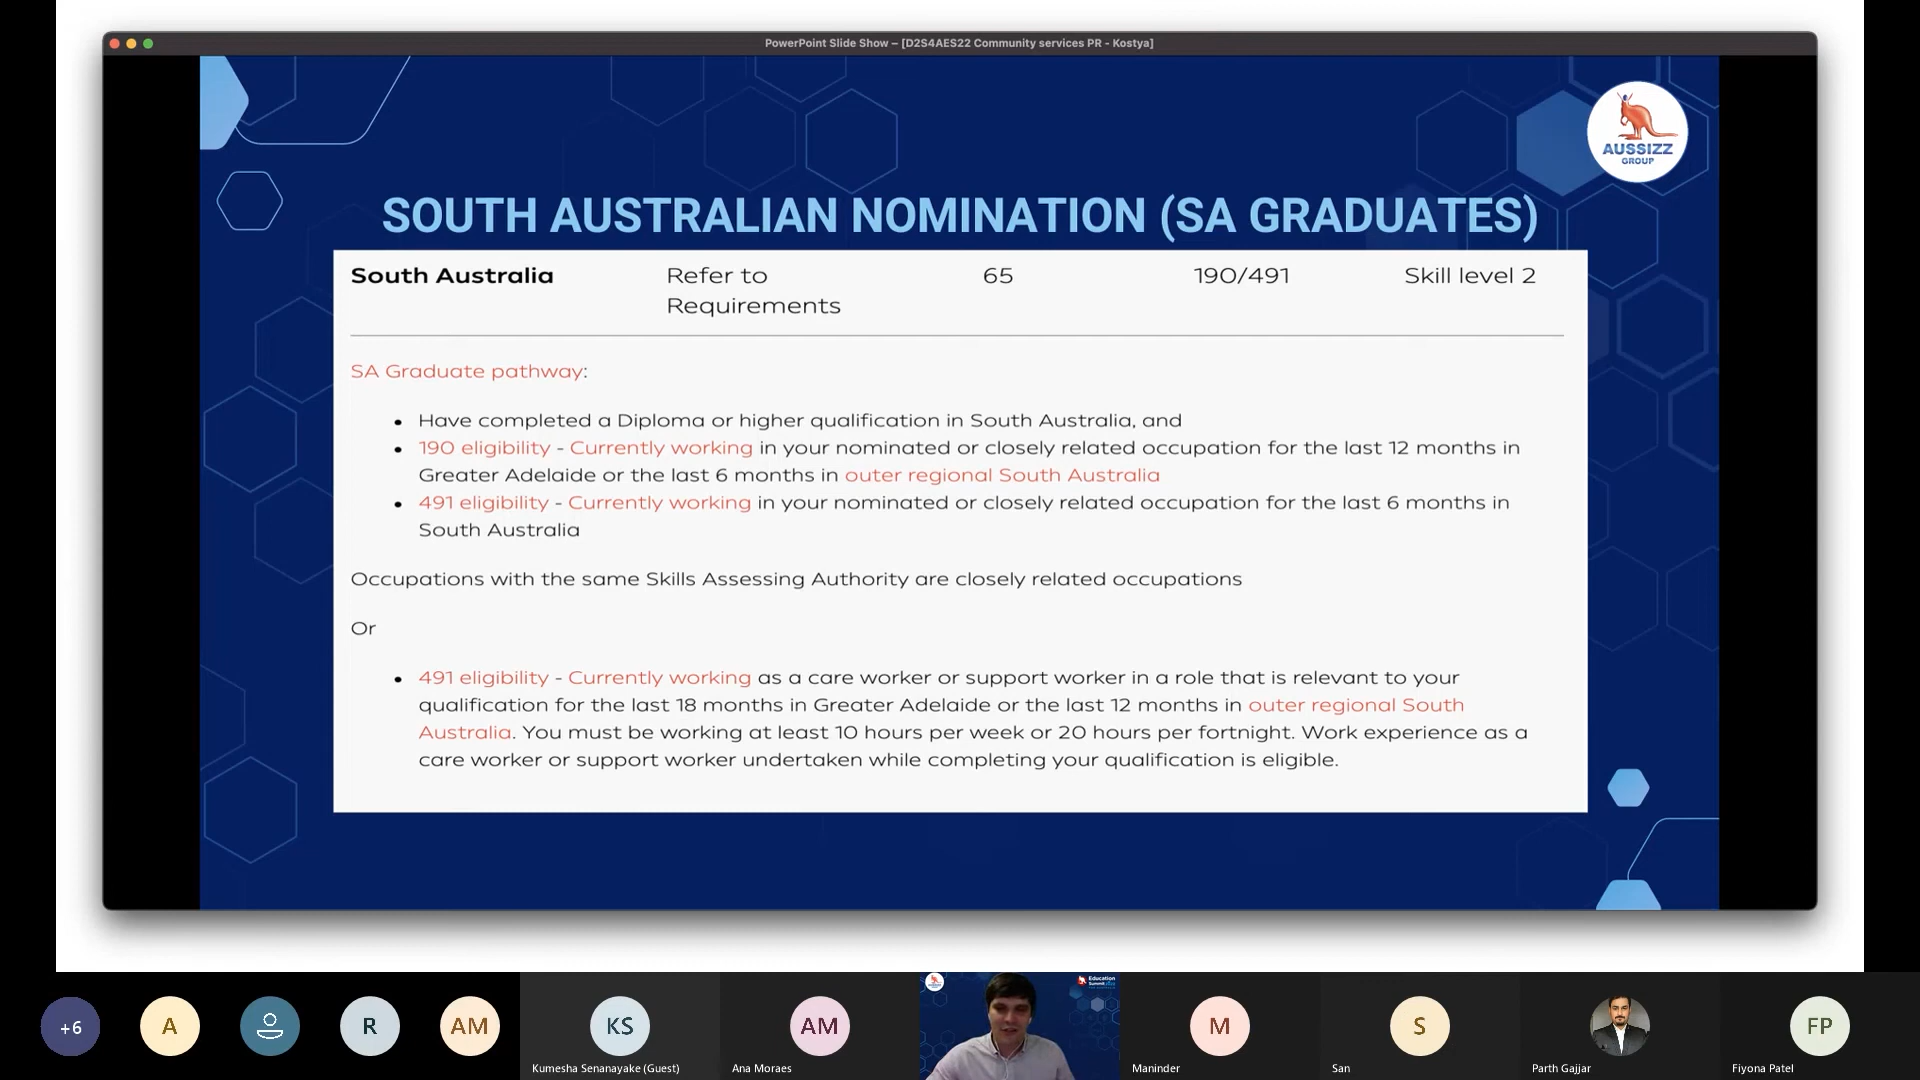 PowerPoint Slide Show – [D2S4AES22 Community services PR - Kostya]
AUSSIZZ
GROUP
SOUTH AUSTRALIAN NOMINATION (SA GRADUATES)
South Australia Refer to 65 190/491 Skill level 2
Requirements
SA Graduate pathway:
• Have completed a Diploma or higher qualification in South Australia, and
• 190 eligibility - Currently working in your nominated or closely related occupation for the last 12 months in
Greater Adelaide or the last 6 months in outer regional South Australia
• 491 eligibility - Currently working in your nominated or closely related occupation for the last 6 months in
South Australia
Occupations with the same Skills Assessing Authority are closely related occupations
Or
• 491 eligibility - Currently working as a care worker or support worker in a role that is relevant to your
qualification for the last 18 months in Greater Adelaide or the last 12 months in outer regional South
Australia. You must be working at least 10 hours per week or 20 hours per fortnight. Work experience as a
care worker or support worker undertaken while completing your qualification is eligible.
+6 A R AM KS AM M S FP
Education
Kumesha Senanayake (Guest) Ana Moraes Maninder San Parth Gajjar Fiyona Patel